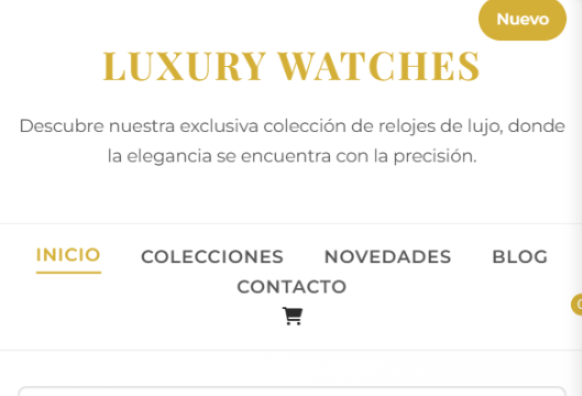 Nuevo
LUXURY WATCHES
Descubre nuestra exclusiva colección de relojes de lujo, donde
la elegancia se encuentra con la precisión.
INICIO COLECCIONES NOVEDADES BLOG
CONTACTO